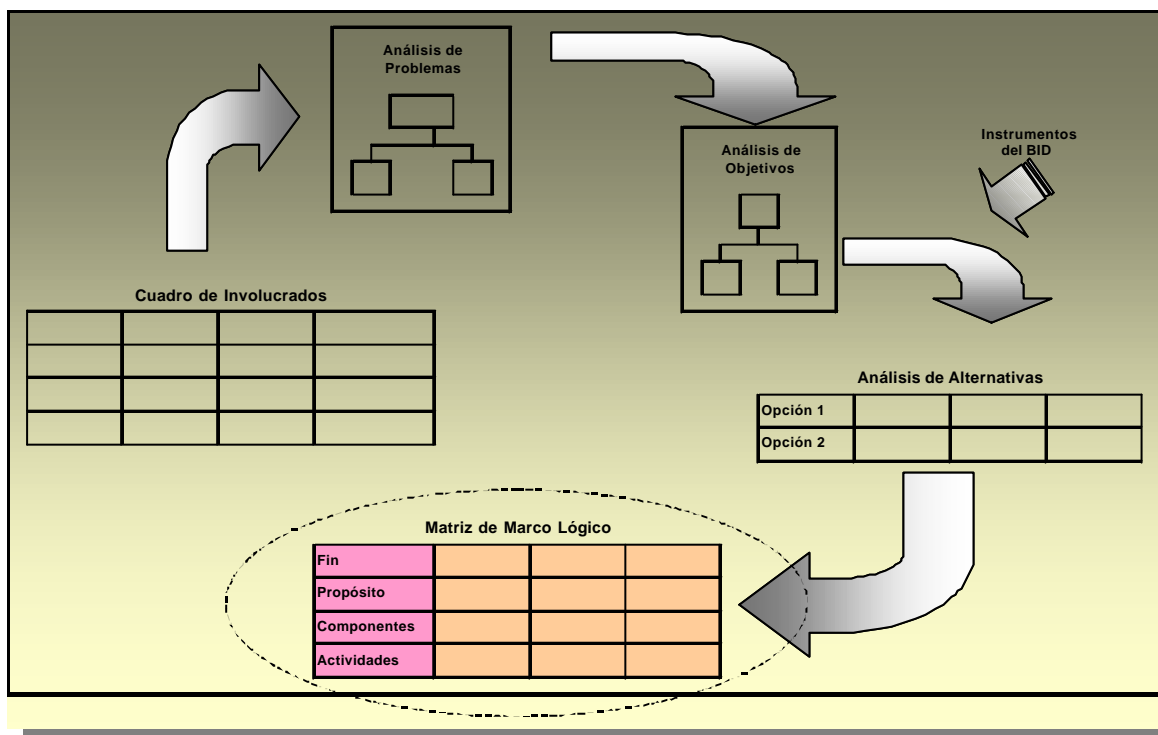 Análisis de
Problemas
Análisis de
Objetivos
Instrumentos
del BID
Cuadro de Involucrados
Análisis de Alternativas
Opción 1
Opción 2
Matriz de Marco Lógico
Fin
Propósito
Componentes
Actividades